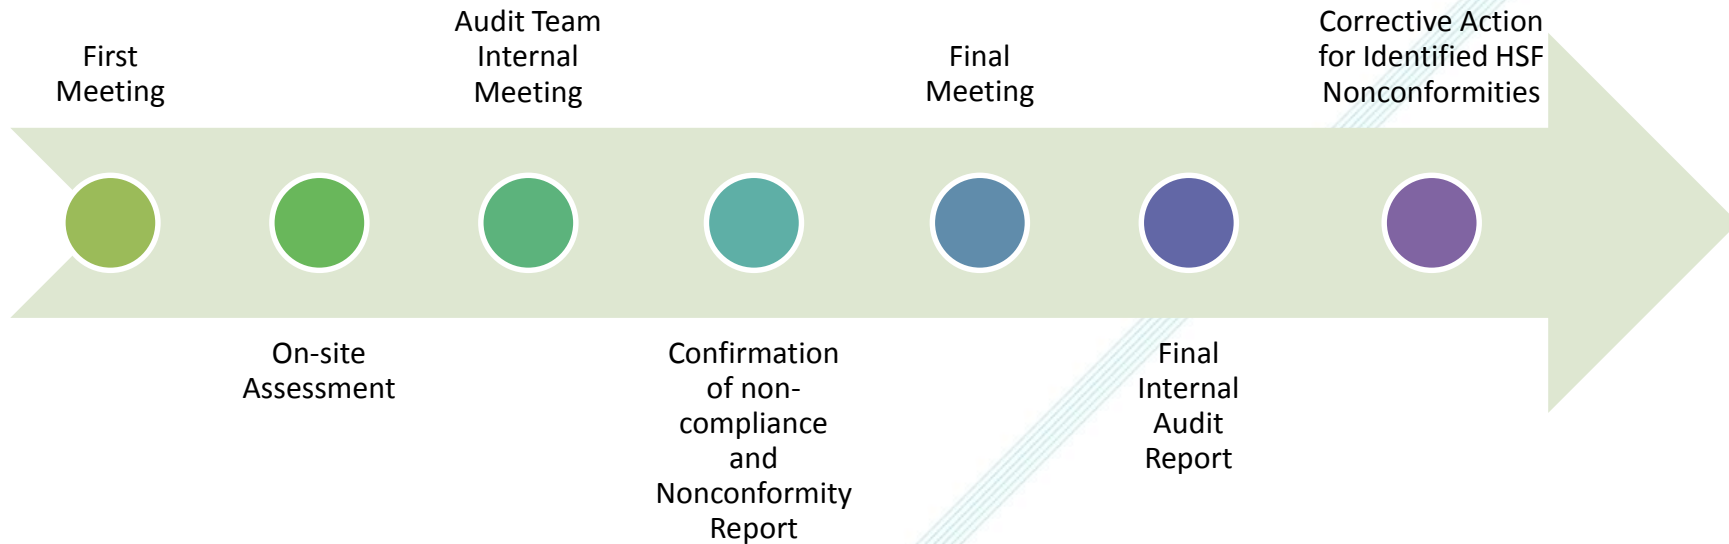 First
Meeting
On-site
Assessment
Audit Team
Internal
Meeting
Confirmation
of non-
compliance
and
Nonconformity
Report
Final
Meeting
Final
Internal
Audit
Report
Corrective Action
for Identified HSF
Nonconformities